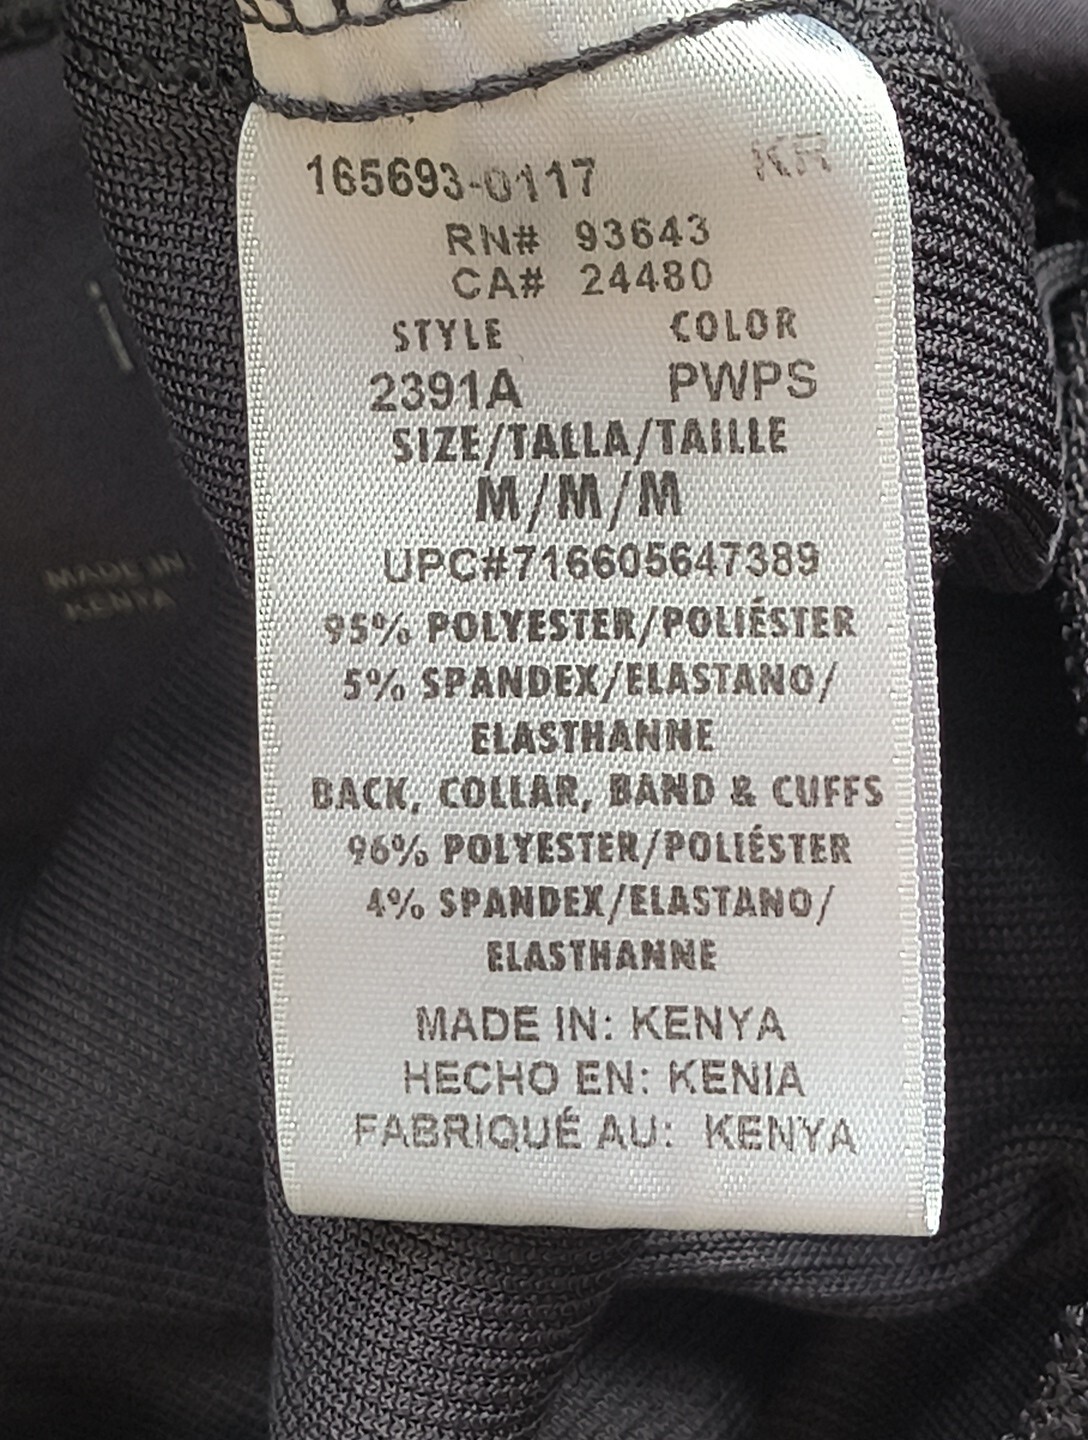 165693-0117 KR
RN# 93643
CA# 24480
STYLE COLOR
2391A PWPS
SIZE/TALLA/TAILLE
M/M/M
UPC#716605647389
95% POLYESTER/POLIÉSTER
5% SPANDEX/ELASTANO/
ELASTHANNE
BACK, COLLAR, BAND & CUFFS
96% POLYESTER/POLIÉSTER
4% SPANDEX/ELASTANO/
ELASTHANNE
MADE IN: KENYA
HECHO EN: KENIA
FABRIQUÉ AU: KENYA
MADE IN
KENYA